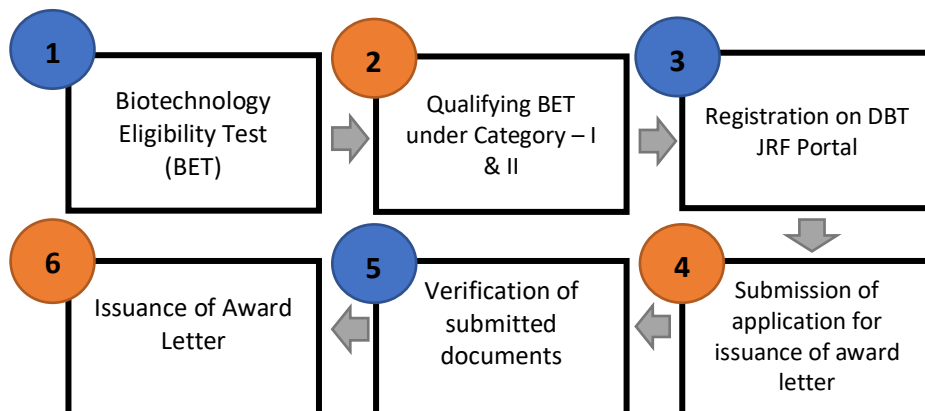 1
Biotechnology
Eligibility Test
(BET)
2
Qualifying BET
under Category – I
& II
3
Registration on DBT
JRF Portal
4
Submission of
application for
issuance of award
letter
5
Verification of
submitted
documents
6
Issuance of Award
Letter